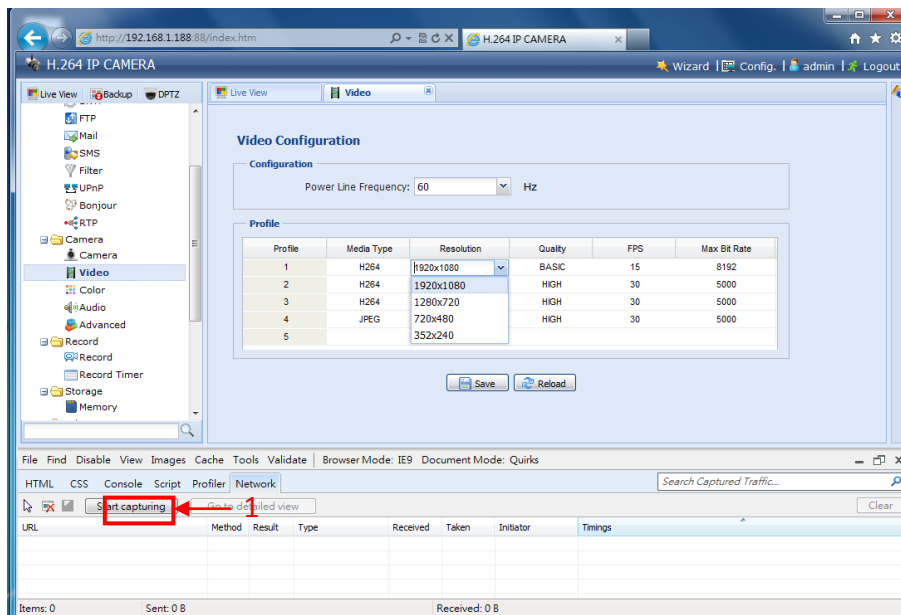 http://192.168.1.188:88/index.htm
H.264 IP CAMERA
H.264 IP CAMERA
Wizard | Config. | admin | Logout
Live View Backup DPTZ
Live View Video
FTP
Mail
SMS
Filter
UPnP
Bonjour
RTP
Camera
Camera
Video
Color
Audio
Advanced
Record
Record
Record Timer
Storage
Memory
Video Configuration
Configuration
Power Line Frequency: 60 Hz
Profile
Profile Media Type Resolution Quality FPS Max Bit Rate
1 H264 1920x1080 BASIC 15 8192
2 H264 1920x1080 HIGH 30 5000
3 H264 1280x720 HIGH 30 5000
4 JPEG 720x480 HIGH 30 5000
5 352x240
Save Reload
File Find Disable View Images Cache Tools Validate Browser Mode: IE9 Document Mode: Quirks
HTML CSS Console Script Profiler Network Search Captured Traffic...
Start capturing 1 Go to detailed view Clear
URL Method Result Type Received Taken Initiator Timings
Items: 0 Sent: 0 B Received: 0 B